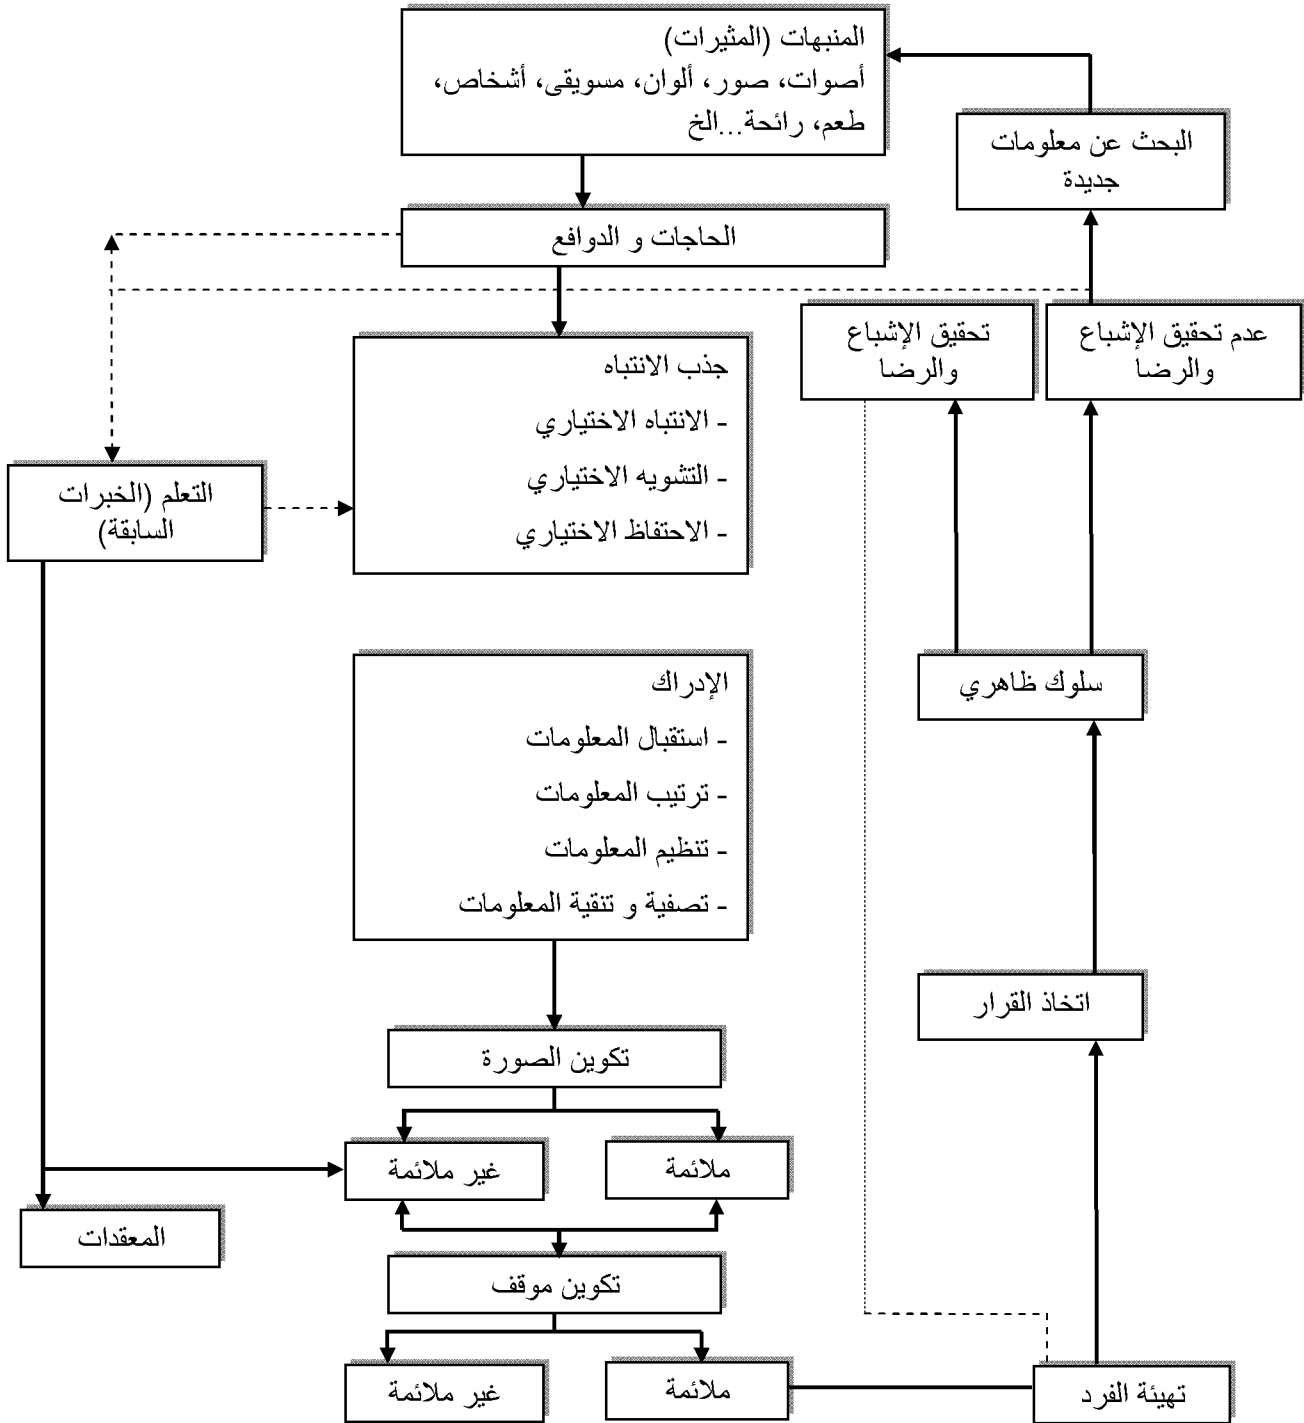 المنبهات (المثيرات)
أصوات، صور، ألوان، مسويقى، أشخاص،
طعم، رائحة...الخ
البحث عن معلومات
جديدة
الحاجات و الدوافع
تحقيق الإشباع
والرضا
عدم تحقيق الإشباع
والرضا
جذب الانتباه
- الانتباه الاختياري
- التشويه الاختياري
- الاحتفاظ الاختياري
التعلم (الخبرات
السابقة)
الإدراك
- استقبال المعلومات
- ترتيب المعلومات
- تنظيم المعلومات
- تصفية و تنقية المعلومات
سلوك ظاهري
اتخاذ القرار
تكوين الصورة
ملائمة
غير ملائمة
المعقدات
تكوين موقف
تهيئة الفرد
ملائمة
غير ملائمة